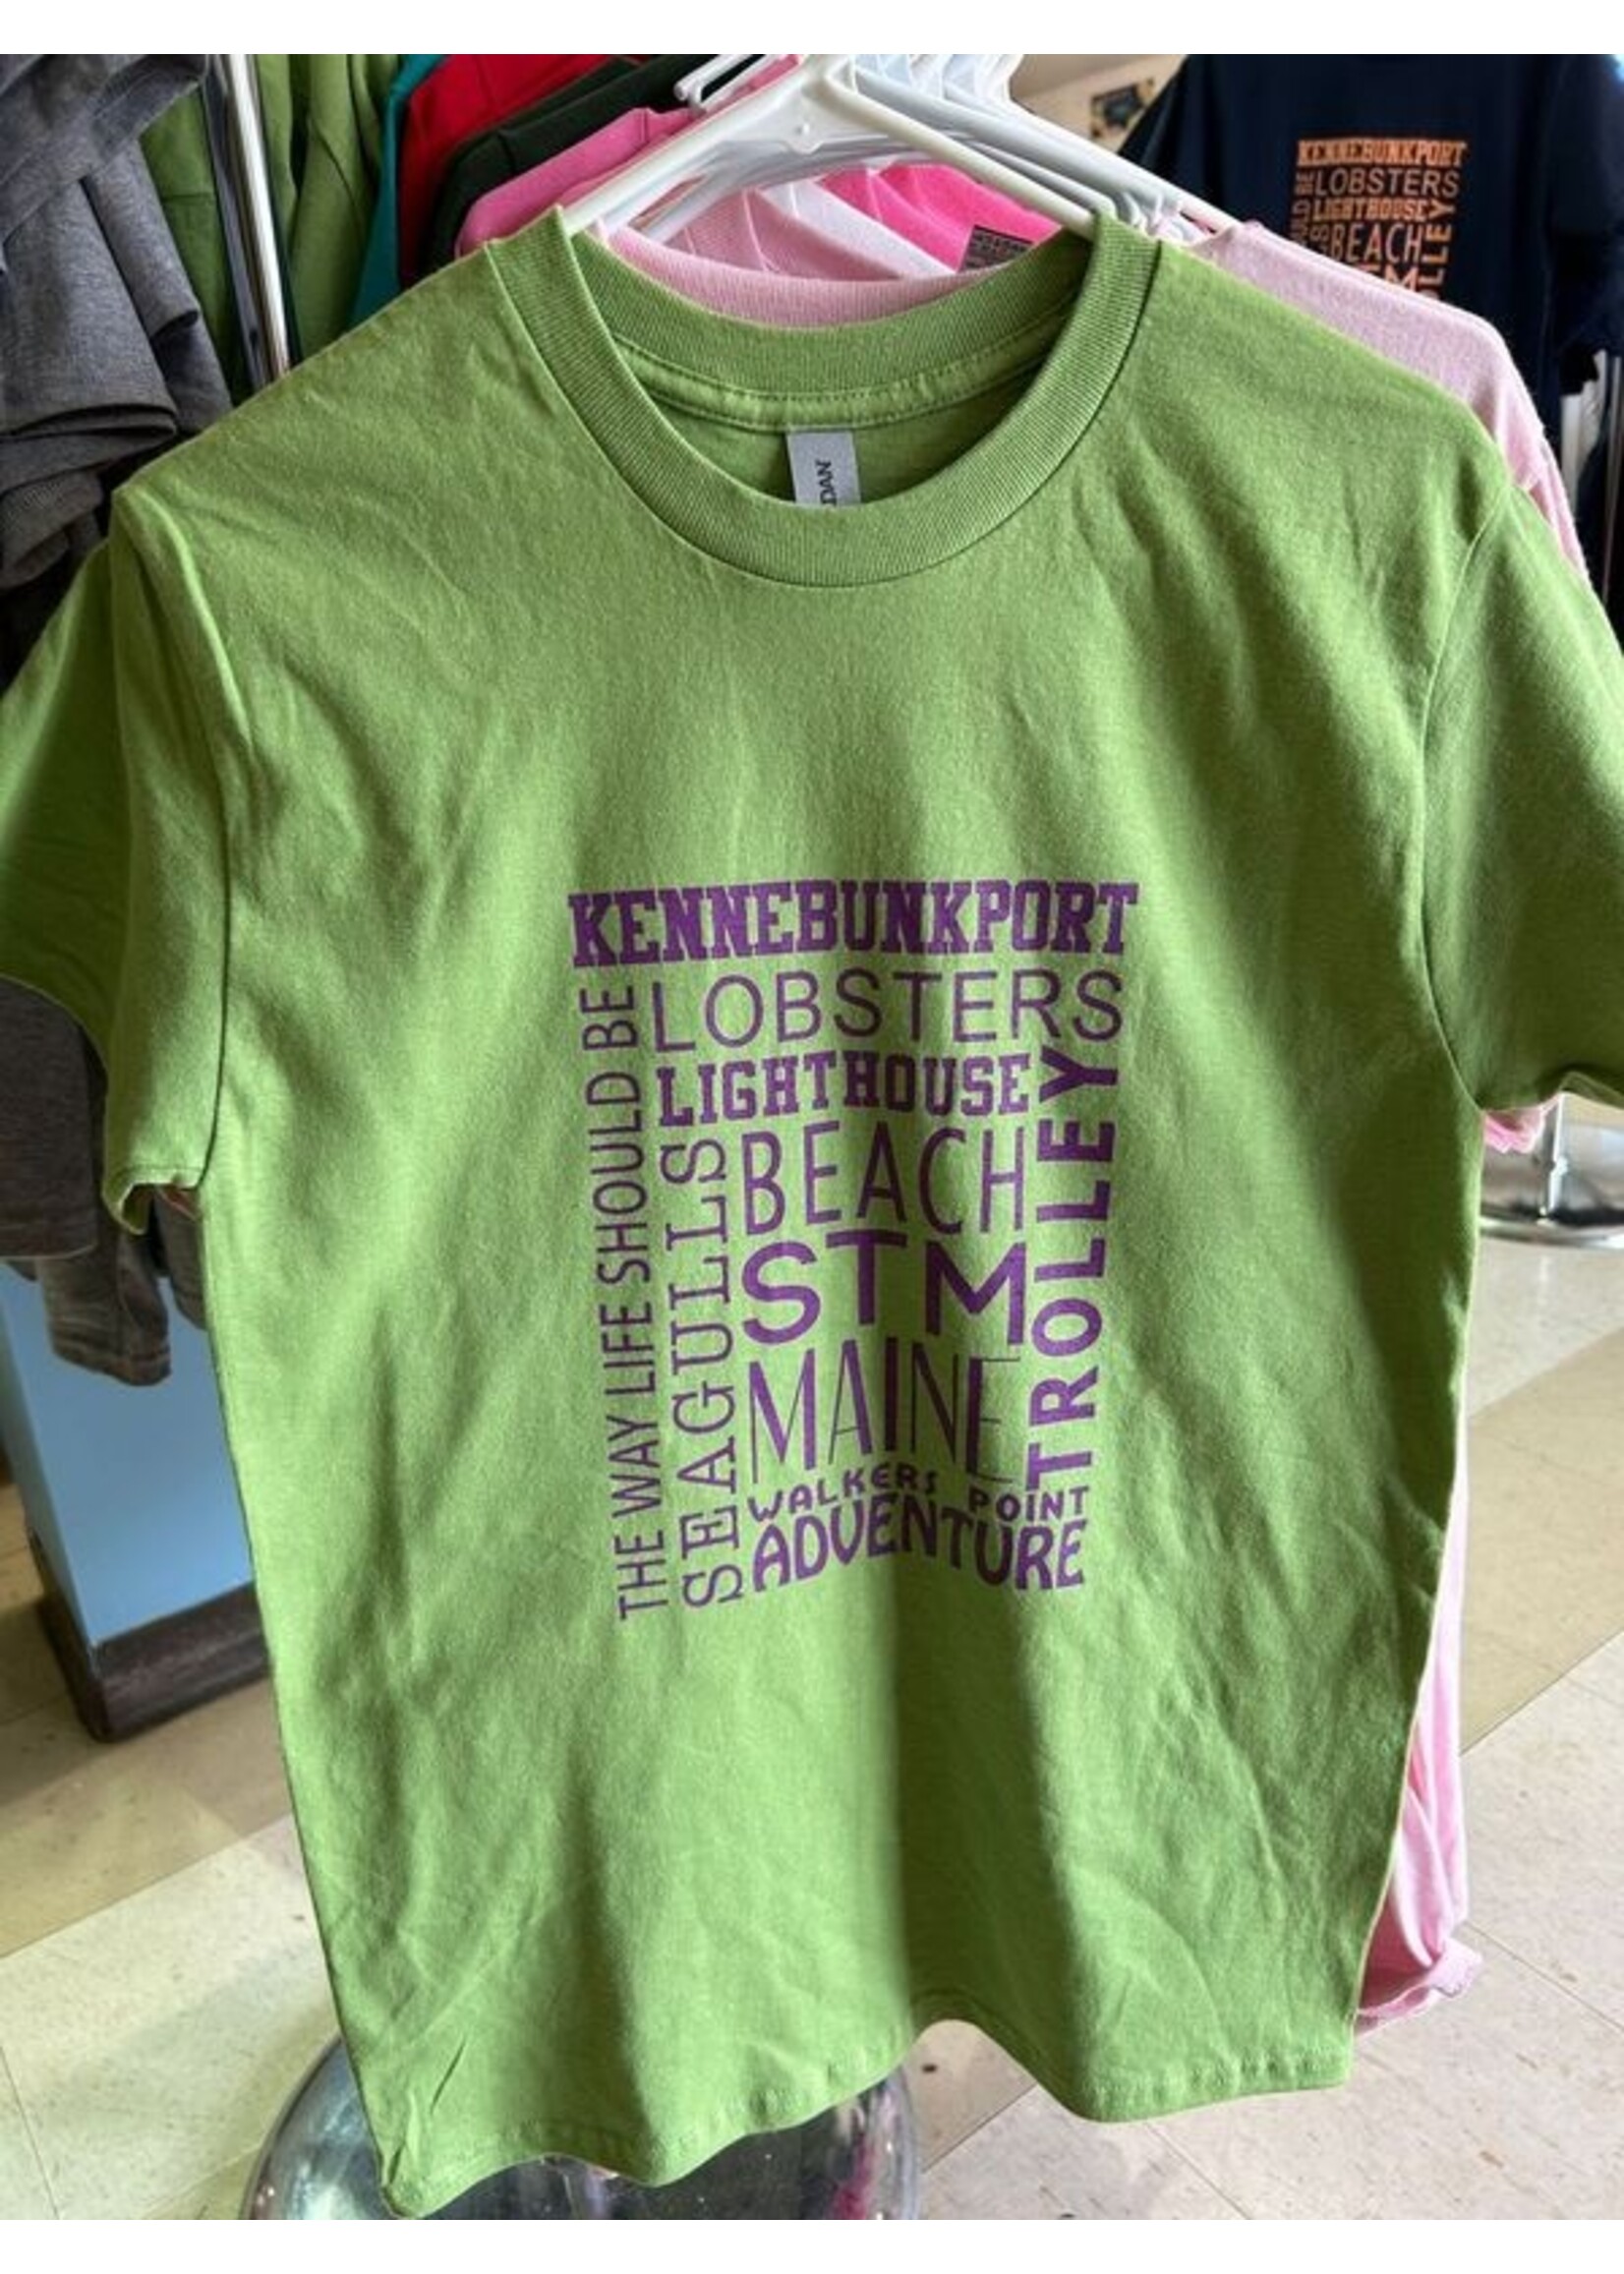 KENNEBUNKPORT
LOBSTERS
LIGHTHOUSE
BEACH
STM
MAINE
WALKERS POINT
ADVENTURE
THE WAY LIFE SHOULD BE
SEAGULLS
TROLLEY
KENNEBUNKPORT
LOBSTERS
LIGHTHOUSE
BEACH